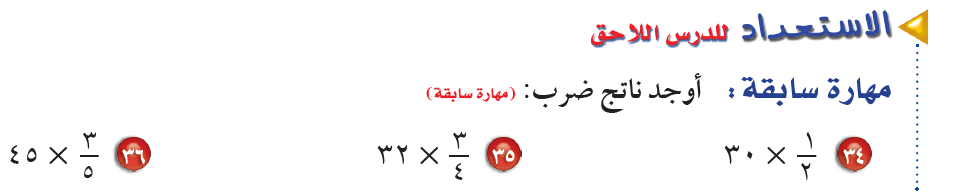 الاستعداد للدرس اللاحق
مهارة سابقة : أوجد ناتج ضرب: (مهارة سابقة)
٣٤ ١/٢ × ٣٠ ٣٥ ٣/٤ × ٣٢ ٣٦ ٣/٥ × ٤٥